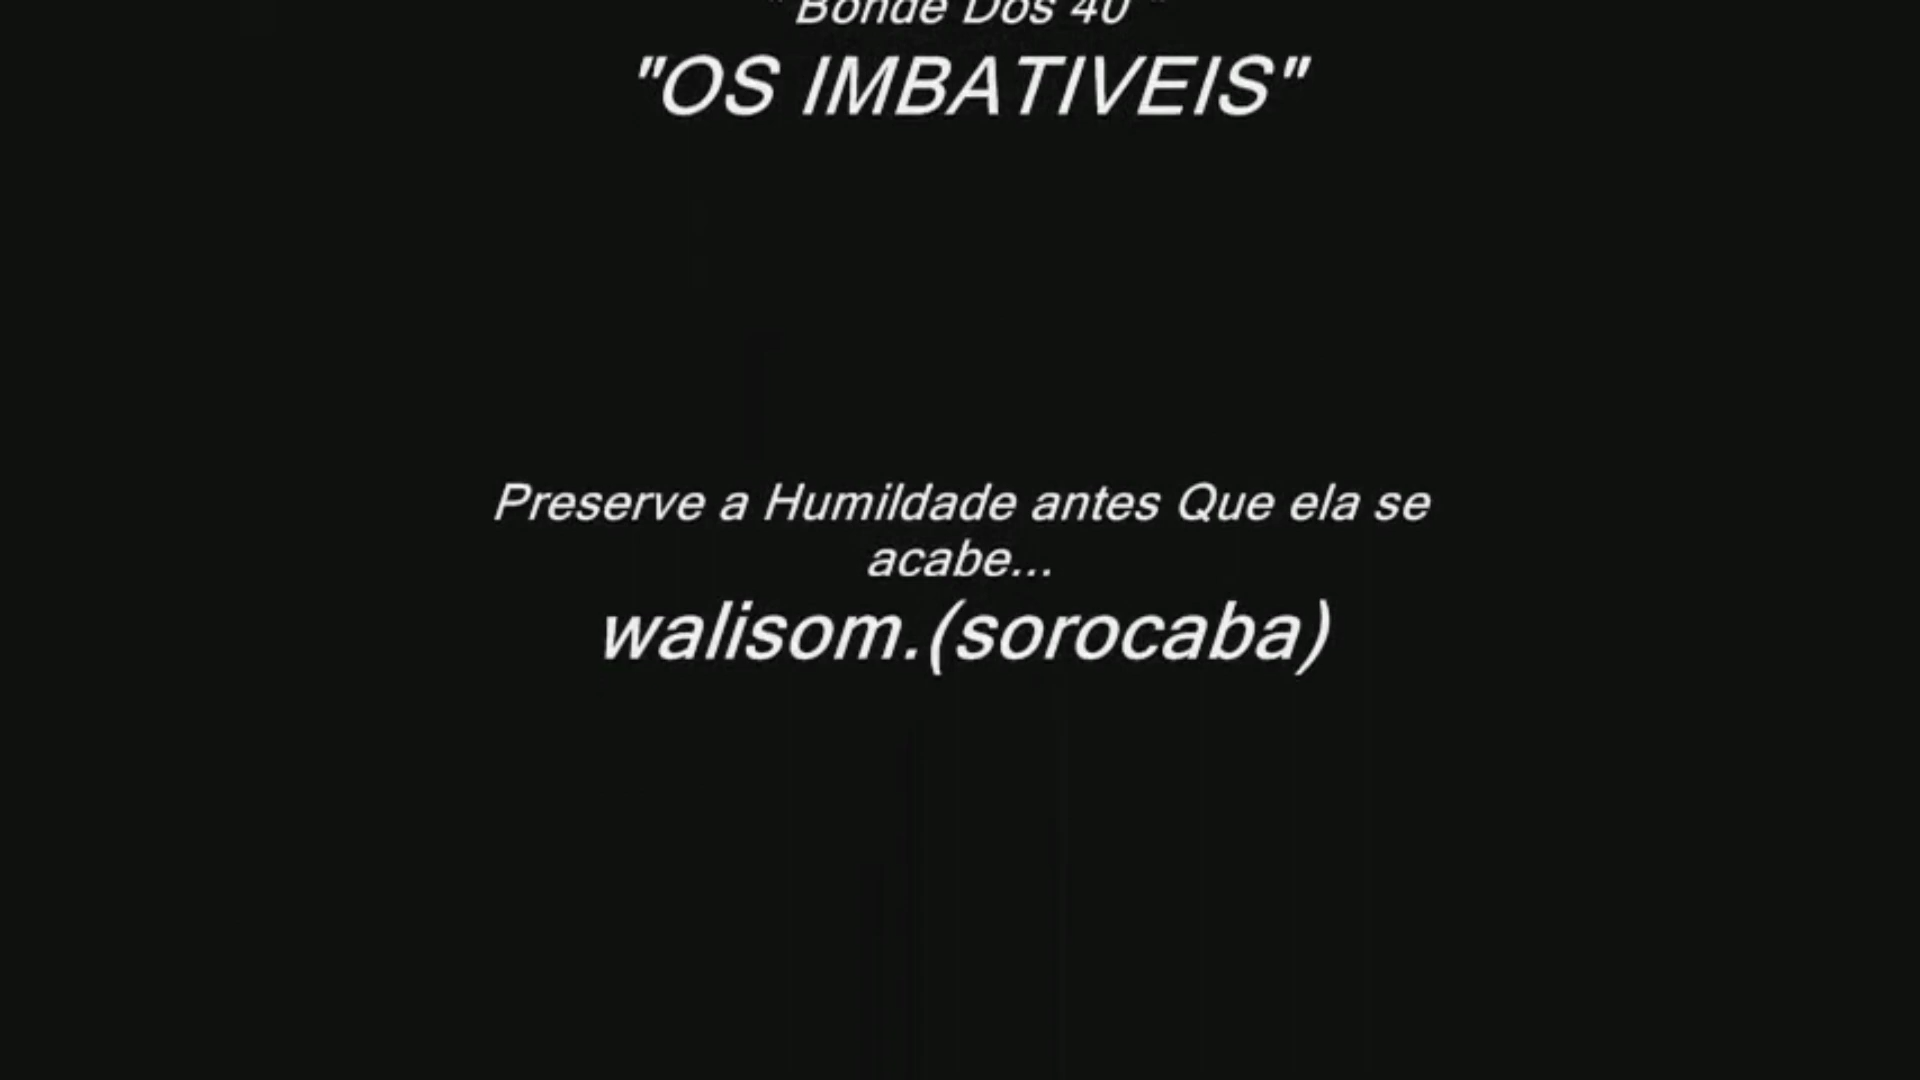 " Bonde Dos 40 "
"OS IMBATIVEIS"
Preserve a Humildade antes Que ela se
acabe...
walisom.(sorocaba)